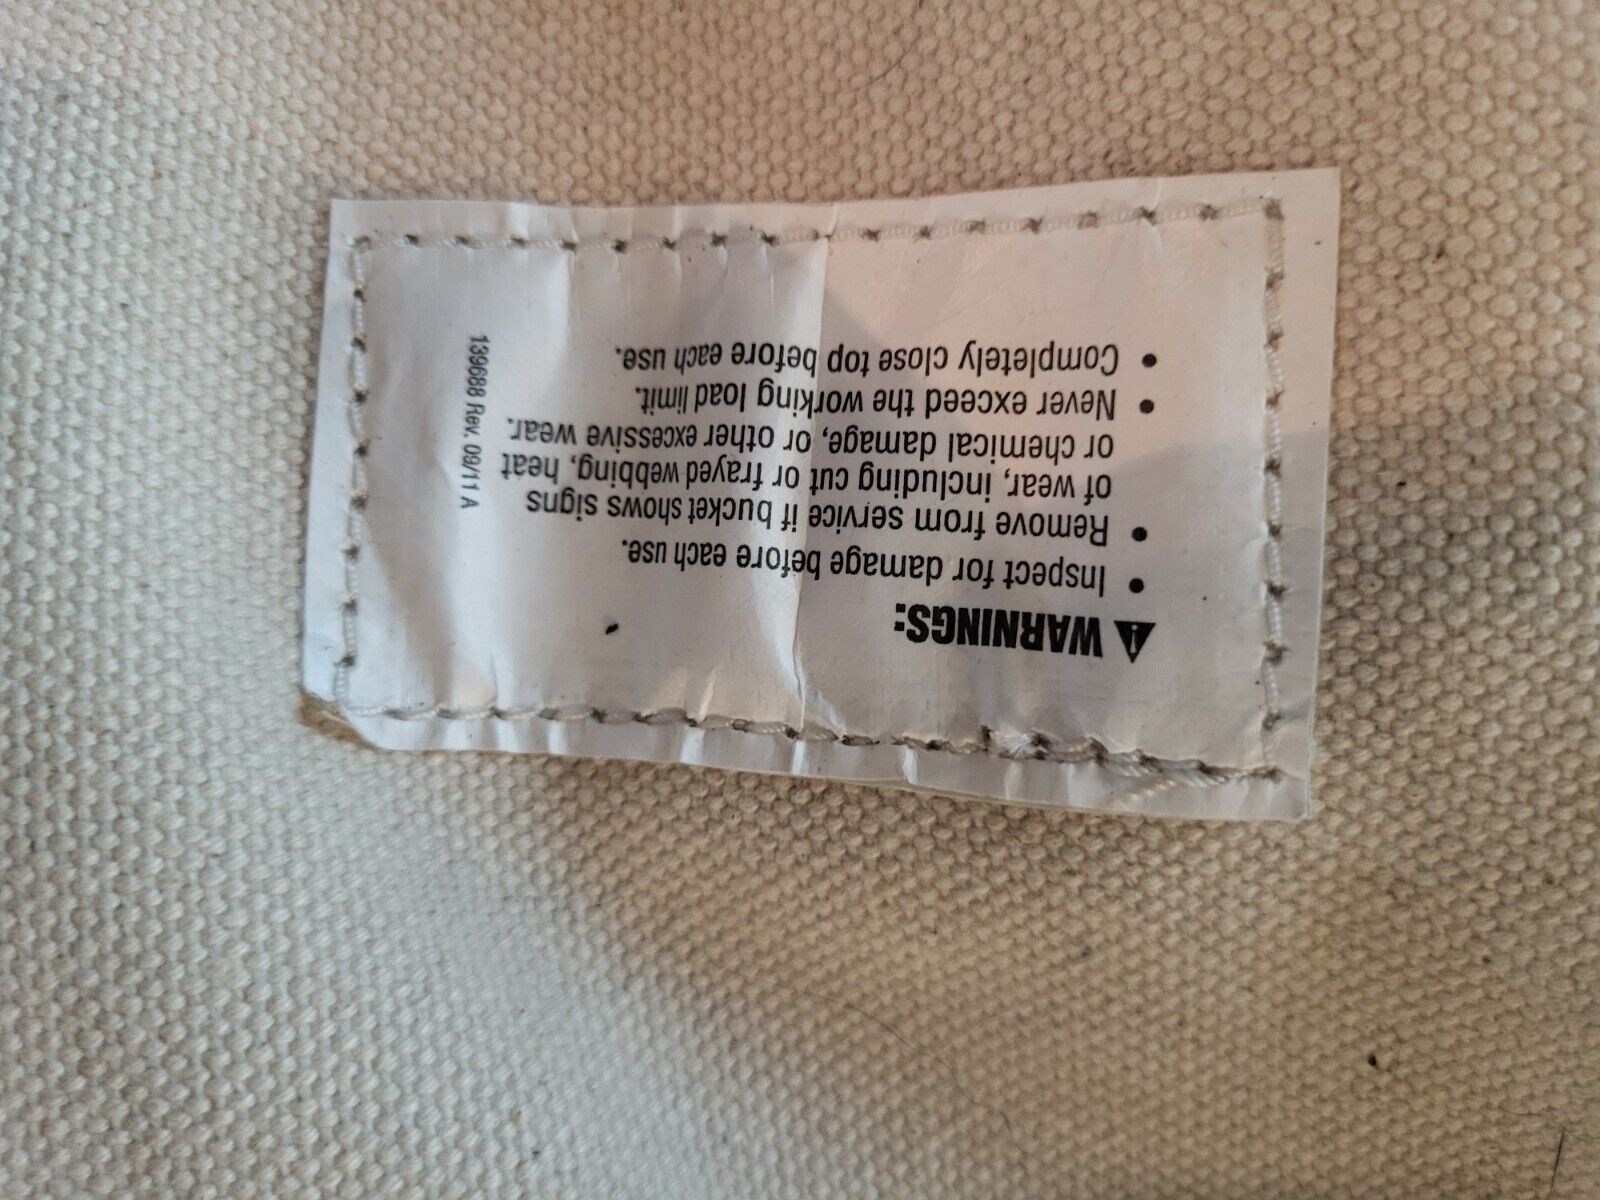 ⚠ WARNINGS:
• Inspect for damage before each use.
• Remove from service if bucket shows signs
of wear, including cut or frayed webbing, heat
or chemical damage, or other excessive wear.
• Never exceed the working load limit.
• Completely close top before each use.
139688 Rev. 09/11 A